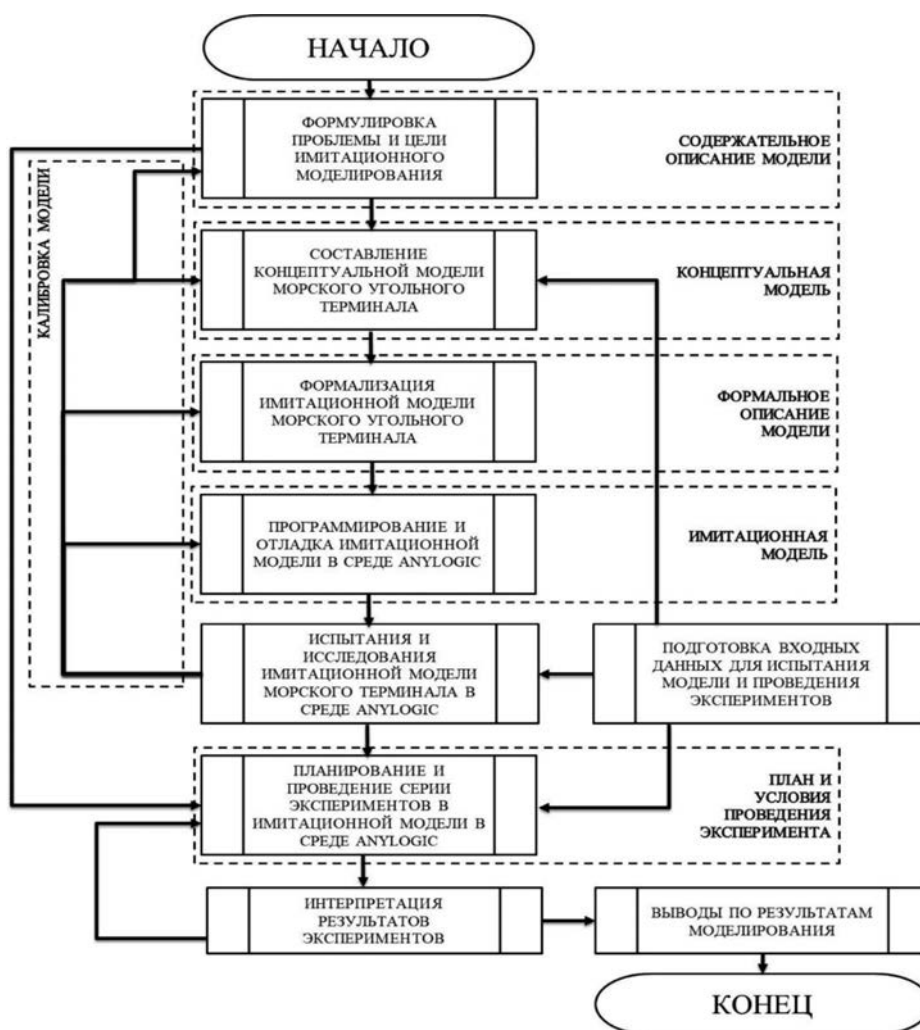 НАЧАЛО
ФОРМУЛИРОВКА
ПРОБЛЕМЫ И ЦЕЛИ
ИМИТАЦИОННОГО
МОДЕЛИРОВАНИЯ
СОДЕРЖАТЕЛЬНОЕ
ОПИСАНИЕ МОДЕЛИ
КАЛИБРОВКА МОДЕЛИ
СОСТАВЛЕНИЕ
КОНЦЕПТУАЛЬНОЙ МОДЕЛИ
МОРСКОГО УГОЛЬНОГО
ТЕРМИНАЛА
КОНЦЕПТУАЛЬНАЯ
МОДЕЛЬ
ФОРМАЛИЗАЦИЯ
ИМИТАЦИОННОЙ МОДЕЛИ
МОРСКОГО УГОЛЬНОГО
ТЕРМИНАЛА
ФОРМАЛЬНОЕ
ОПИСАНИЕ
МОДЕЛИ
ПРОГРАММИРОВАНИЕ И
ОТЛАДКА ИМИТАЦИОННОЙ
МОДЕЛИ В СРЕДЕ ANYLOGIC
ИМИТАЦИОННАЯ
МОДЕЛЬ
ИСПЫТАНИЯ И
ИССЛЕДОВАНИЯ
ИМИТАЦИОННОЙ МОДЕЛИ
МОРСКОГО ТЕРМИНАЛА В
СРЕДЕ ANYLOGIC
ПОДГОТОВКА ВХОДНЫХ
ДАННЫХ ДЛЯ ИСПЫТАНИЯ
МОДЕЛИ И ПРОВЕДЕНИЯ
ЭКСПЕРИМЕНТОВ
ПЛАНИРОВАНИЕ И
ПРОВЕДЕНИЕ СЕРИИ
ЭКСПЕРИМЕНТОВ В
ИМИТАЦИОННОЙ МОДЕЛИ В
СРЕДЕ ANYLOGIC
ПЛАН И
УСЛОВИЯ
ПРОВЕДЕНИЯ
ЭКСПЕРИМЕНТА
ИНТЕРПРЕТАЦИЯ
РЕЗУЛЬТАТОВ
ЭКСПЕРИМЕНТОВ
ВЫВОДЫ ПО РЕЗУЛЬТАТАМ
МОДЕЛИРОВАНИЯ
КОНЕЦ